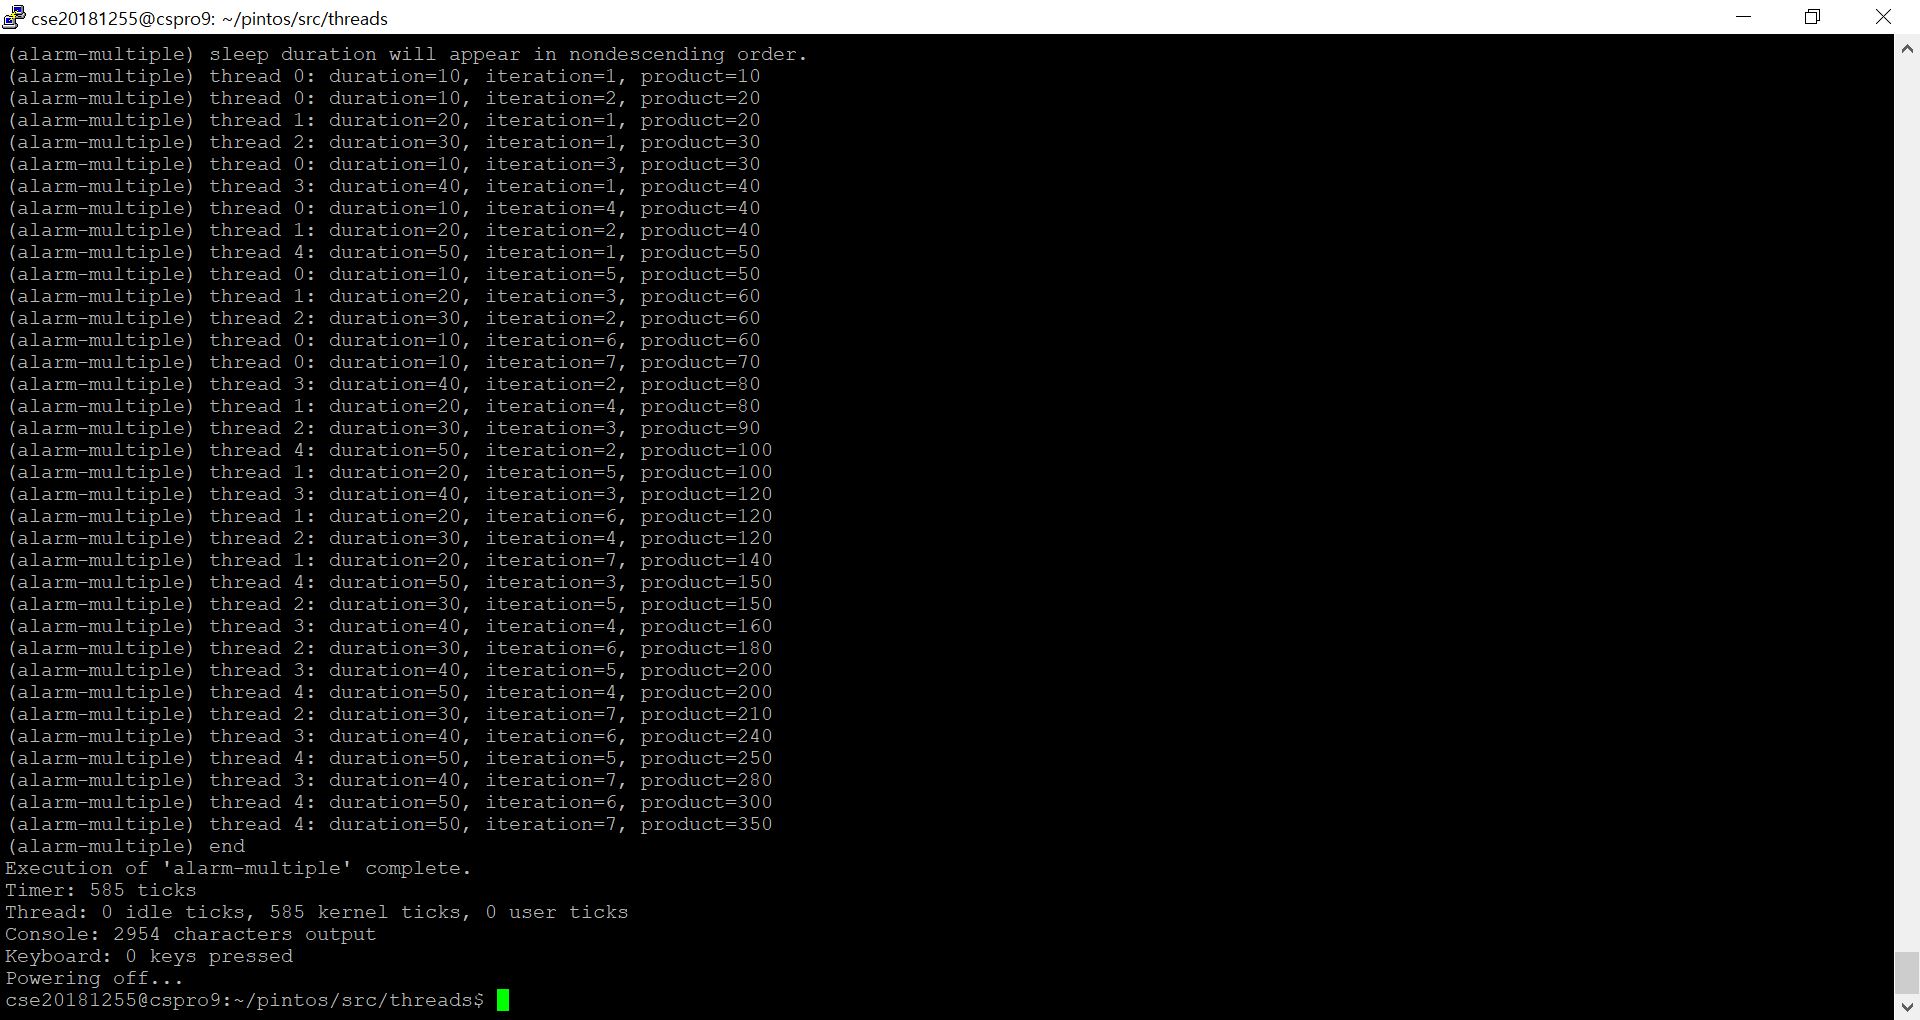 cse20181255@cspro9: ~/pintos/src/threads
(alarm-multiple) sleep duration will appear in nondescending order.
(alarm-multiple) thread 0: duration=10, iteration=1, product=10
(alarm-multiple) thread 0: duration=10, iteration=2, product=20
(alarm-multiple) thread 1: duration=20, iteration=1, product=20
(alarm-multiple) thread 2: duration=30, iteration=1, product=30
(alarm-multiple) thread 0: duration=10, iteration=3, product=30
(alarm-multiple) thread 3: duration=40, iteration=1, product=40
(alarm-multiple) thread 0: duration=10, iteration=4, product=40
(alarm-multiple) thread 1: duration=20, iteration=2, product=40
(alarm-multiple) thread 4: duration=50, iteration=1, product=50
(alarm-multiple) thread 0: duration=10, iteration=5, product=50
(alarm-multiple) thread 1: duration=20, iteration=3, product=60
(alarm-multiple) thread 2: duration=30, iteration=2, product=60
(alarm-multiple) thread 0: duration=10, iteration=6, product=60
(alarm-multiple) thread 0: duration=10, iteration=7, product=70
(alarm-multiple) thread 3: duration=40, iteration=2, product=80
(alarm-multiple) thread 1: duration=20, iteration=4, product=80
(alarm-multiple) thread 2: duration=30, iteration=3, product=90
(alarm-multiple) thread 4: duration=50, iteration=2, product=100
(alarm-multiple) thread 1: duration=20, iteration=5, product=100
(alarm-multiple) thread 3: duration=40, iteration=3, product=120
(alarm-multiple) thread 1: duration=20, iteration=6, product=120
(alarm-multiple) thread 2: duration=30, iteration=4, product=120
(alarm-multiple) thread 1: duration=20, iteration=7, product=140
(alarm-multiple) thread 4: duration=50, iteration=3, product=150
(alarm-multiple) thread 2: duration=30, iteration=5, product=150
(alarm-multiple) thread 3: duration=40, iteration=4, product=160
(alarm-multiple) thread 2: duration=30, iteration=6, product=180
(alarm-multiple) thread 3: duration=40, iteration=5, product=200
(alarm-multiple) thread 4: duration=50, iteration=4, product=200
(alarm-multiple) thread 2: duration=30, iteration=7, product=210
(alarm-multiple) thread 3: duration=40, iteration=6, product=240
(alarm-multiple) thread 4: duration=50, iteration=5, product=250
(alarm-multiple) thread 3: duration=40, iteration=7, product=280
(alarm-multiple) thread 4: duration=50, iteration=6, product=300
(alarm-multiple) thread 4: duration=50, iteration=7, product=350
(alarm-multiple) end
Execution of 'alarm-multiple' complete.
Timer: 585 ticks
Thread: 0 idle ticks, 585 kernel ticks, 0 user ticks
Console: 2954 characters output
Keyboard: 0 keys pressed
Powering off...
cse20181255@cspro9:~/pintos/src/threads$